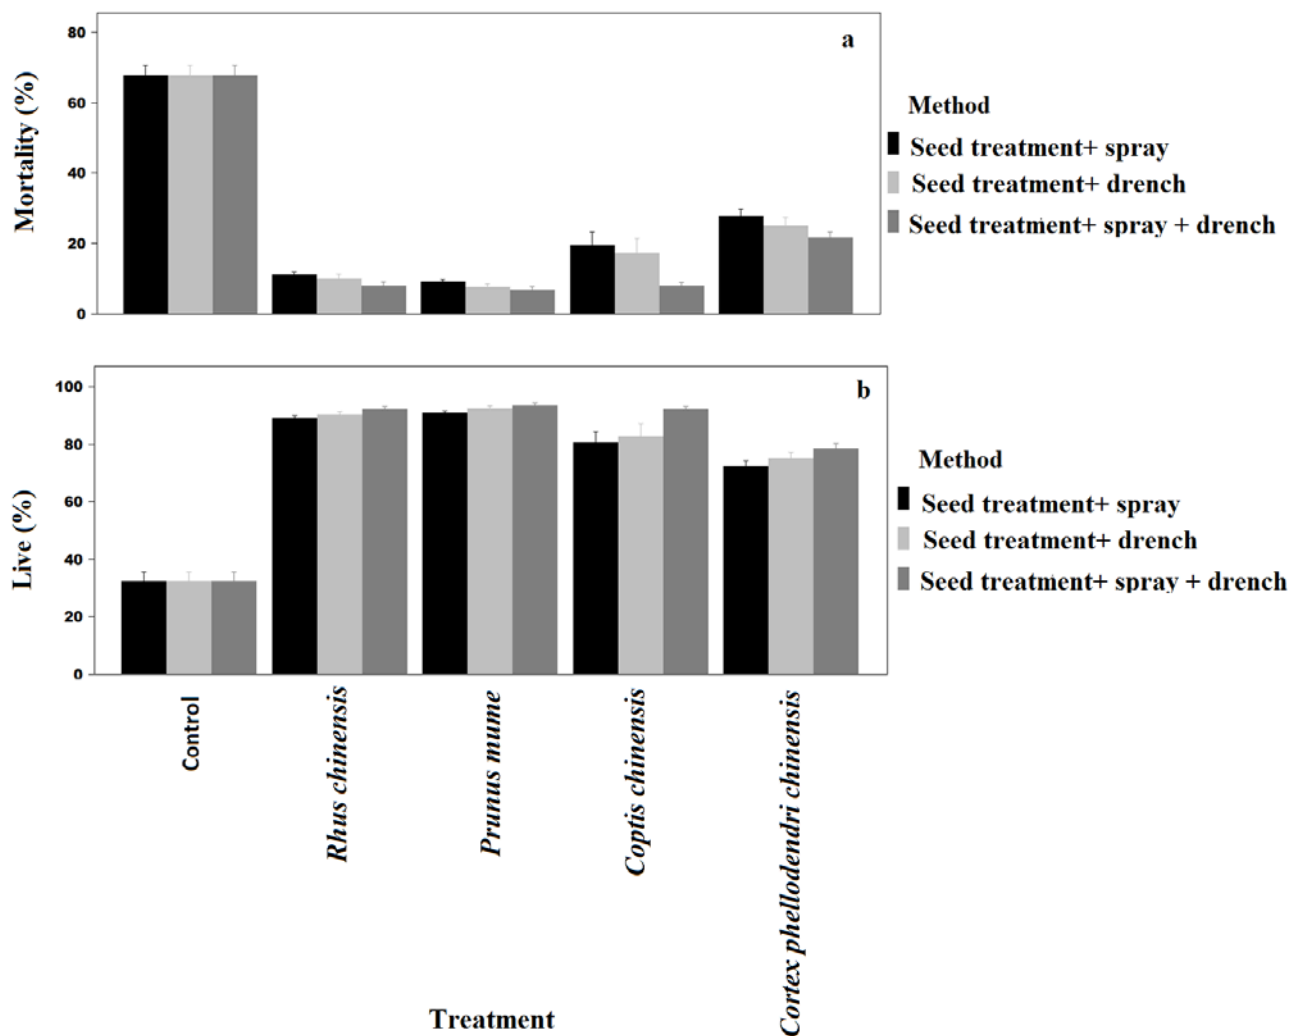 a
80
60
40
20
0
Mortality (%)
Method
Seed treatment+ spray
Seed treatment+ drench
Seed treatment+ spray + drench
b
100
80
60
40
20
0
Live (%)
Method
Seed treatment+ spray
Seed treatment+ drench
Seed treatment+ spray + drench
Control
Rhus chinensis
Prunus mume
Coptis chinensis
Cortex phellodendri chinensis
Treatment